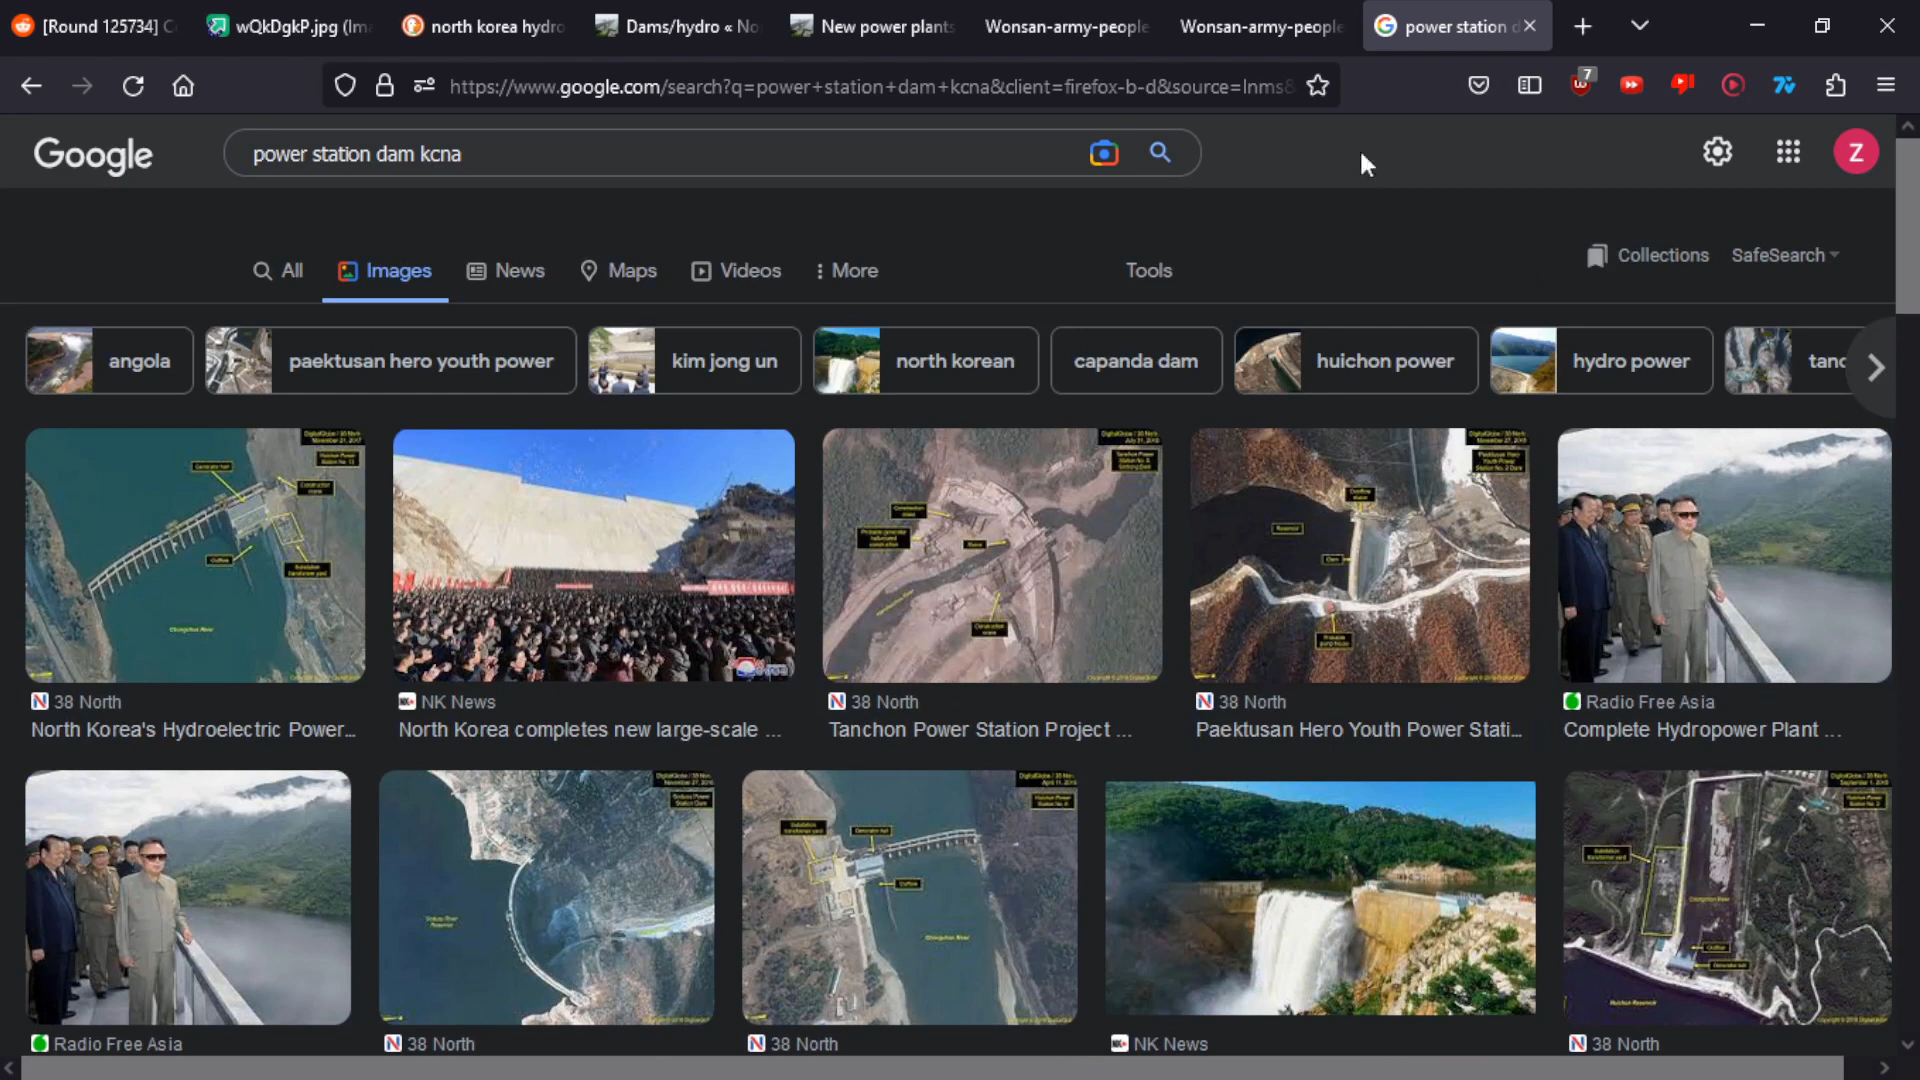 [Round 125734] C
wQkDgkP.jpg (Im
north korea hydro
Dams/hydro « No
New power plants
Wonsan-army-people
Wonsan-army-people
power station d
https://www.google.com/search?q=power+station+dam+kcna&client=firefox-b-d&source=lnms&
7
Google
power station dam kcna
Z
All
Images
News
Maps
Videos
More
Tools
Collections
SafeSearch
angola
paektusan hero youth power
kim jong un
north korean
capanda dam
huichon power
hydro power
tanc
38 North
North Korea's Hydroelectric Power...
NK News
North Korea completes new large-scale ...
38 North
Tanchon Power Station Project ...
38 North
Paektusan Hero Youth Power Stati...
Radio Free Asia
Complete Hydropower Plant ...
Radio Free Asia
38 North
38 North
NK News
38 North